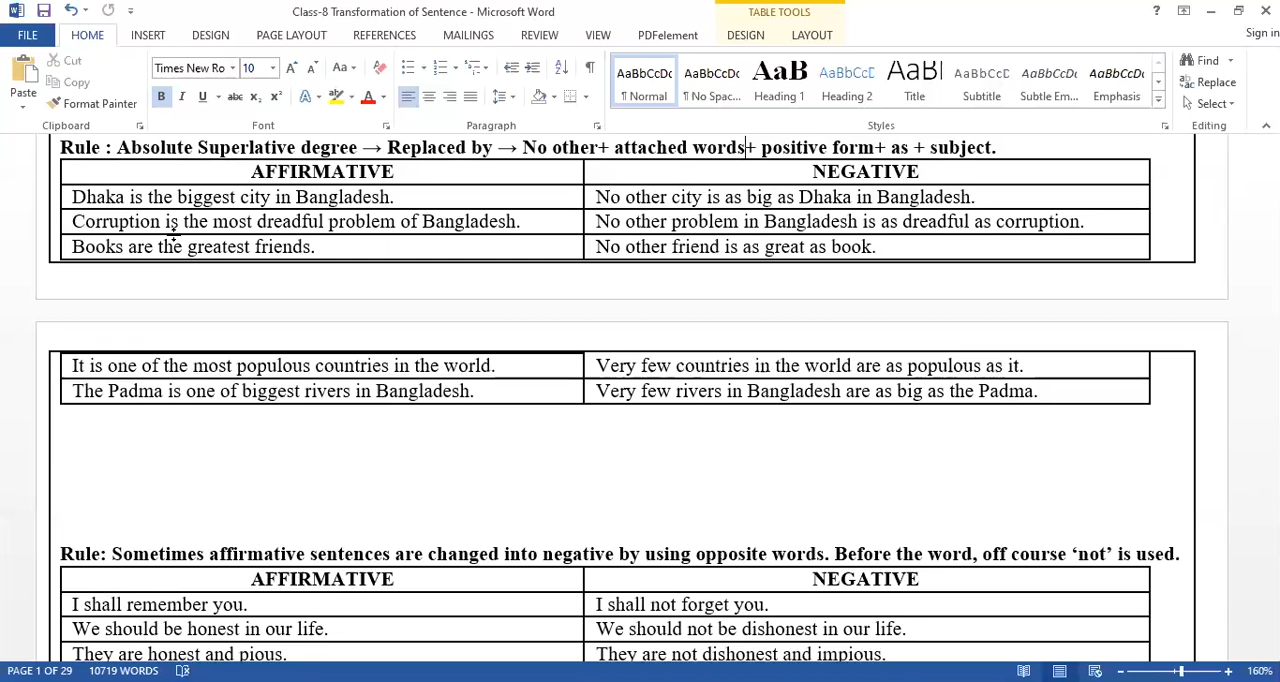 Class-8 Transformation of Sentence - Microsoft Word
TABLE TOOLS
?
FILE HOME INSERT DESIGN PAGE LAYOUT REFERENCES MAILINGS REVIEW VIEW PDFelement DESIGN LAYOUT Sign in
Paste
Cut
Copy
Format Painter
Clipboard
Times New Ro 10
B I U abc
Font
Paragraph
AaBbCcDc AaBbCcDc AaB AaBbCcD AaB AaBbCcD AaBbCcDc AaBbCcDc
¶ Normal ¶ No Spac... Heading 1 Heading 2 Title Subtitle Subtle Em... Emphasis
Styles
Find
Replace
Select
Editing
Rule : Absolute Superlative degree → Replaced by → No other+ attached words+ positive form+ as + subject.
AFFIRMATIVE NEGATIVE
Dhaka is the biggest city in Bangladesh. No other city is as big as Dhaka in Bangladesh.
Corruption is the most dreadful problem of Bangladesh. No other problem in Bangladesh is as dreadful as corruption.
Books are the greatest friends. No other friend is as great as book.
It is one of the most populous countries in the world. Very few countries in the world are as populous as it.
The Padma is one of biggest rivers in Bangladesh. Very few rivers in Bangladesh are as big as the Padma.
Rule: Sometimes affirmative sentences are changed into negative by using opposite words. Before the word, off course ‘not’ is used.
AFFIRMATIVE NEGATIVE
I shall remember you. I shall not forget you.
We should be honest in our life. We should not be dishonest in our life.
They are honest and pious. They are not dishonest and impious.
PAGE 1 OF 29 10719 WORDS 160%